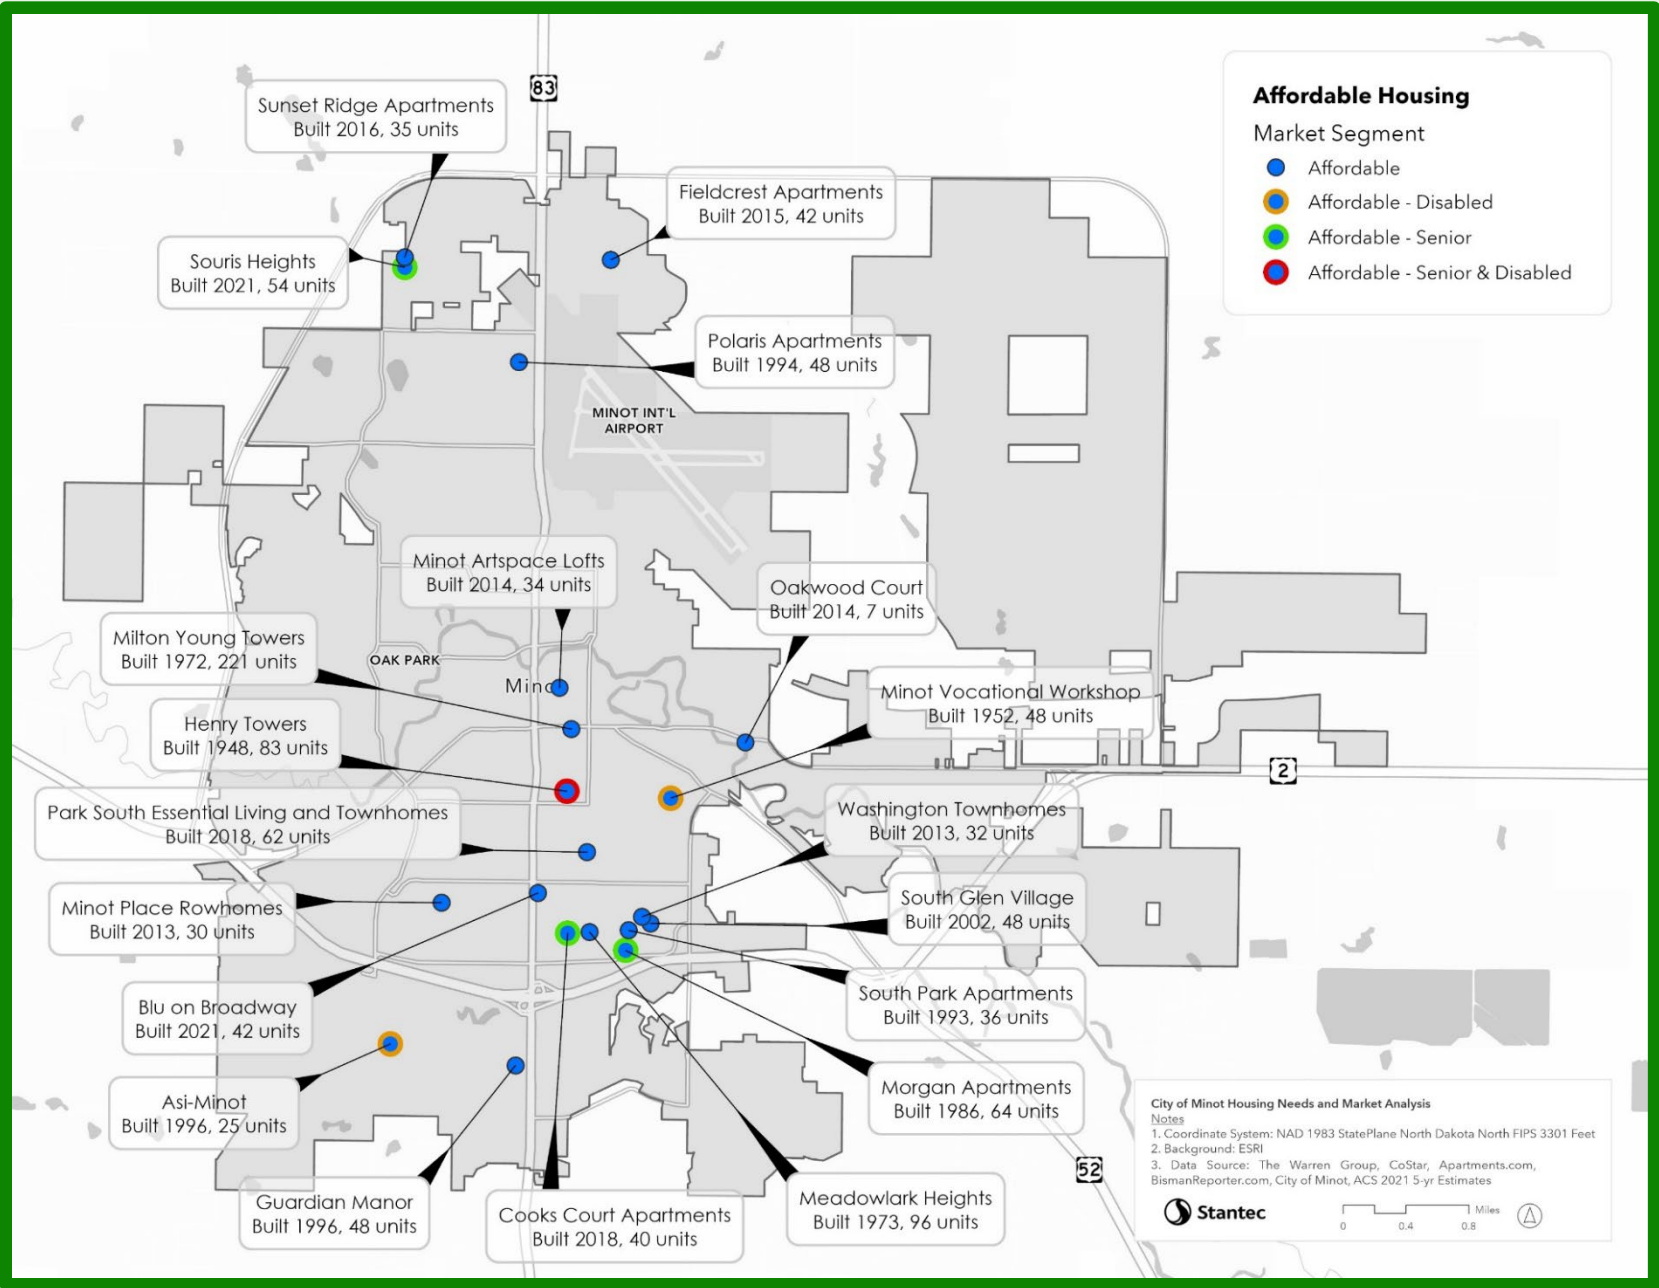 83
Sunset Ridge Apartments
Built 2016, 35 units
Affordable Housing
Market Segment
Affordable
Affordable - Disabled
Affordable - Senior
Affordable - Senior & Disabled
Fieldcrest Apartments
Built 2015, 42 units
Souris Heights
Built 2021, 54 units
Polaris Apartments
Built 1994, 48 units
MINOT INT'L
AIRPORT
Minot Artspace Lofts
Built 2014, 34 units
Oakwood Court
Built 2014, 7 units
Milton Young Towers
Built 1972, 221 units
OAK PARK
Minot
Minot Vocational Workshop
Built 1952, 48 units
Henry Towers
Built 1948, 83 units
2
Park South Essential Living and Townhomes
Built 2018, 62 units
Washington Townhomes
Built 2013, 32 units
Minot Place Rowhomes
Built 2013, 30 units
South Glen Village
Built 2002, 48 units
Blu on Broadway
Built 2021, 42 units
South Park Apartments
Built 1993, 36 units
Asi-Minot
Built 1996, 25 units
Morgan Apartments
Built 1986, 64 units
52
Guardian Manor
Built 1996, 48 units
Cooks Court Apartments
Built 2018, 40 units
Meadowlark Heights
Built 1973, 96 units
City of Minot Housing Needs and Market Analysis
Notes
1. Coordinate System: NAD 1983 StatePlane North Dakota North FIPS 3301 Feet
2. Background: ESRI
3. Data Source: The Warren Group, CoStar, Apartments.com,
BismanReporter.com, City of Minot, ACS 2021 5-yr Estimates
Stantec
Miles
0 0.4 0.8